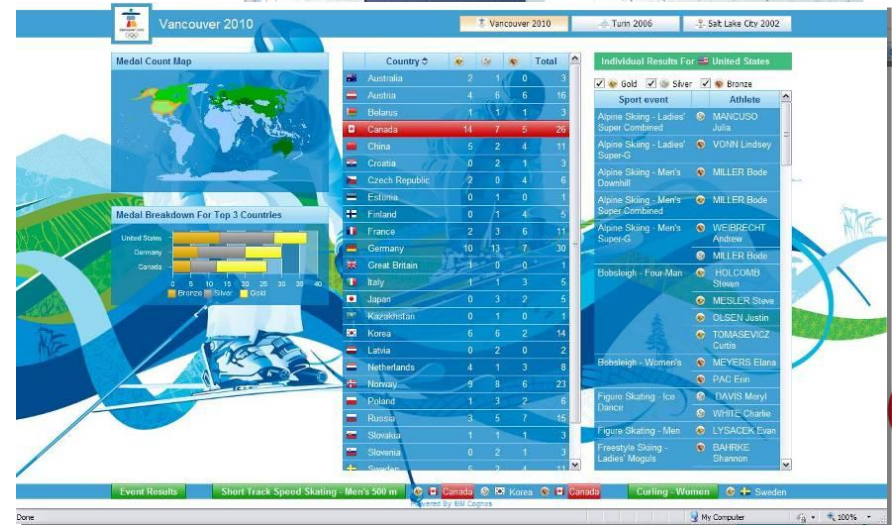 Vancouver 2010
Vancouver 2010
Turin 2006
Salt Lake City 2002
Medal Count Map
Medal Breakdown For Top 3 Countries
United States
Germany
Canada
0 5 10 15 20 25 30 35 40
Bronze Silver Gold
Country Total
Australia 2 1 0 3
Austria 4 6 6 16
Belarus 1 1 1 3
Canada 14 7 5 26
China 5 2 4 11
Croatia 0 2 1 3
Czech Republic 2 0 4 6
Estonia 0 1 0 1
Finland 0 1 4 5
France 2 3 6 11
Germany 10 13 7 30
Great Britain 1 0 0 1
Italy 1 1 3 5
Japan 0 3 2 5
Kazakhstan 0 1 0 1
Korea 6 6 2 14
Latvia 0 2 0 2
Netherlands 4 1 3 8
Norway 9 8 6 23
Poland 1 3 2 6
Russia 3 5 7 15
Slovakia 1 1 1 3
Slovenia 0 2 1 3
Sweden 5 2 4 11
Individual Results For United States
Gold Silver Bronze
Sport event Athlete
Alpine Skiing - Ladies' MANCUSO
Super Combined Julia
Alpine Skiing - Ladies' VONN Lindsey
Super-G
Alpine Skiing - Men's MILLER Bode
Downhill
Alpine Skiing - Men's MILLER Bode
Super Combined
Alpine Skiing - Men's WEIBRECHT
Super-G Andrew
MILLER Bode
Bobsleigh - Four-Man HOLCOMB
Steven
MESLER Steve
OLSEN Justin
TOMASEVICZ
Curtis
Bobsleigh - Women's MEYERS Elana
PAC Erin
Figure Skating - Ice DAVIS Meryl
Dance
WHITE Charlie
Figure Skating - Men LYSACEK Evan
Freestyle Skiing - BAHRKE
Ladies' Moguls Shannon
Event Results
Short Track Speed Skating - Men's 500 m Canada Korea Canada
Curling - Women Sweden
Powered By IBM Cognos
Done
My Computer
100%